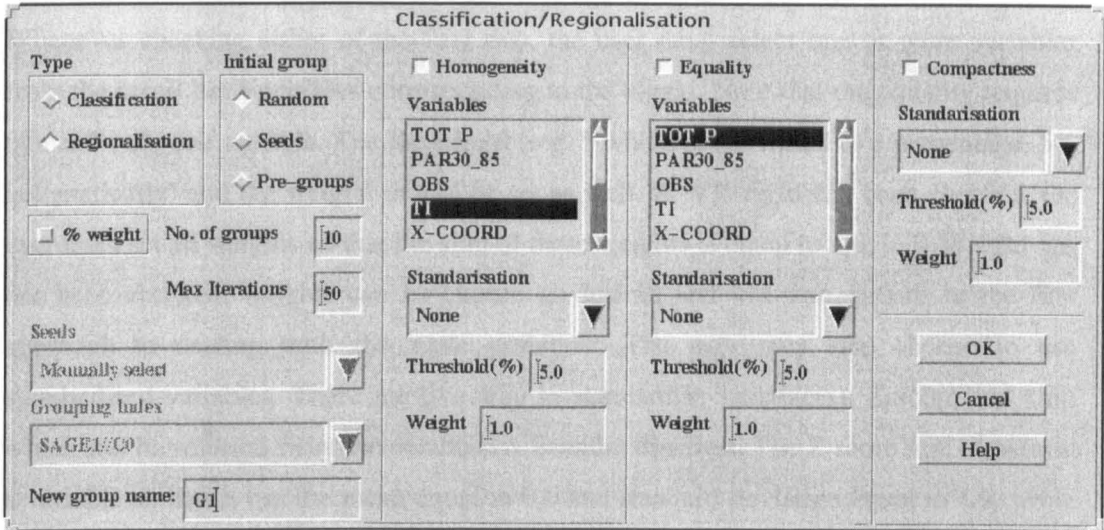 Classification/Regionalisation
Type
Classification
Regionalisation
Initial group
Random
Seeds
Pre-groups
% weight
No. of groups
10
Max Iterations
50
Seeds
Manually select
Grouping Index
SAGE1//C0
New group name:
G1
Homogeneity
Variables
TOT_P
PAR30_85
OBS
TI
X-COORD
Standarisation
None
Threshold(%)
5.0
Weight
1.0
Equality
Variables
TOT_P
PAR30_85
OBS
TI
X-COORD
Standarisation
None
Threshold(%)
5.0
Weight
1.0
Compactness
Standarisation
None
Threshold(%)
5.0
Weight
1.0
OK
Cancel
Help